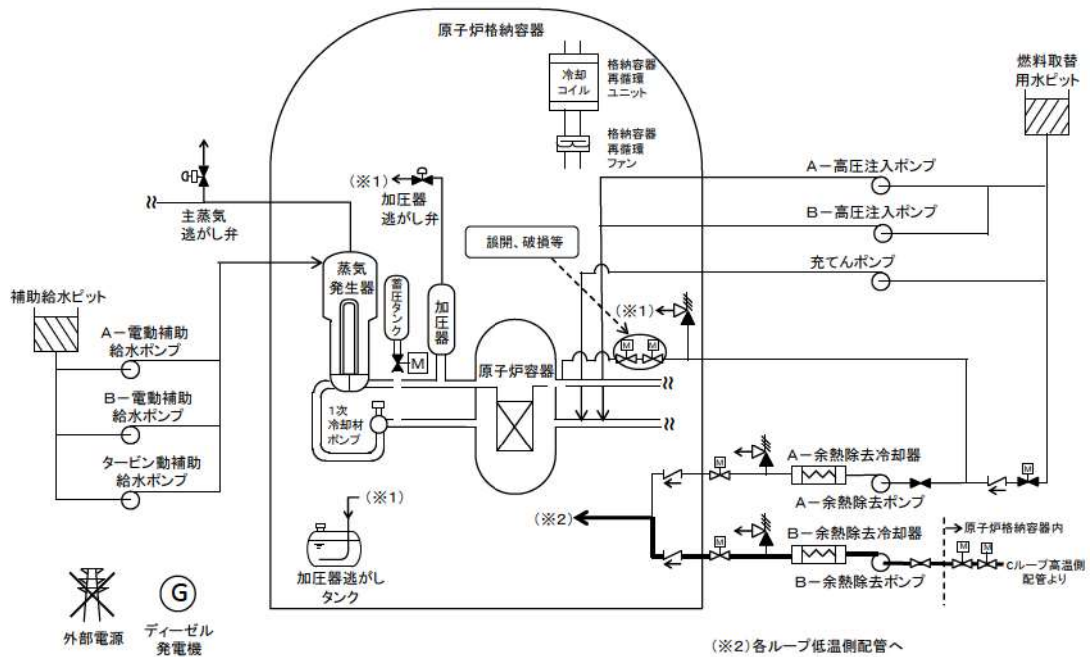 原子炉格納容器
冷却
コイル
格納容器
再循環
ユニット
格納容器
再循環
ファン
燃料取替
用水ピット
A-高圧注入ポンプ
B-高圧注入ポンプ
充てんポンプ
主蒸気
逃がし弁
(※1)
加圧器
逃がし弁
誤開、破損等
(※1)
蒸気
発生器
蓄圧タンク
加圧器
M
M
M
原子炉容器
1次
冷却材
ポンプ
補助給水ピット
A-電動補助
給水ポンプ
B-電動補助
給水ポンプ
タービン動補助
給水ポンプ
(※1)
加圧器逃がし
タンク
M
A-余熱除去冷却器
A-余熱除去ポンプ
M
(※2)
M
B-余熱除去冷却器
B-余熱除去ポンプ
原子炉格納容器内
M
M
Cループ高温側
配管より
外部電源
G
ディーゼル
発電機
(※2)各ループ低温側配管へ